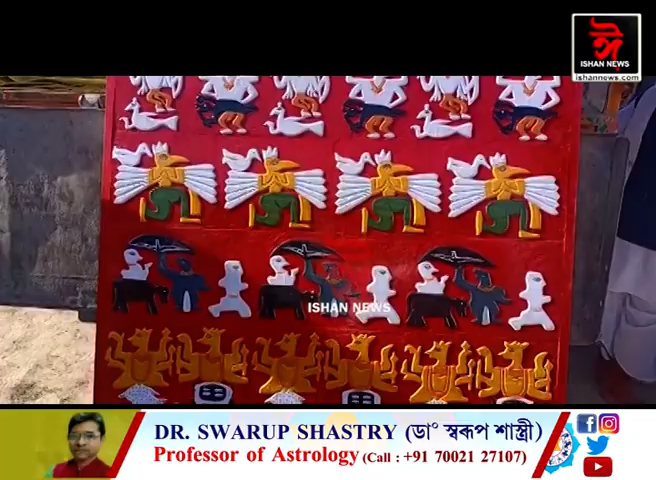 ঈ
ISHAN NEWS
ishannews.com
ISHAN NEWS
DR. SWARUP SHASTRY (ডা° স্বরূপ শাস্ত্রী)
Professor of Astrology (Call : +91 70021 27107)